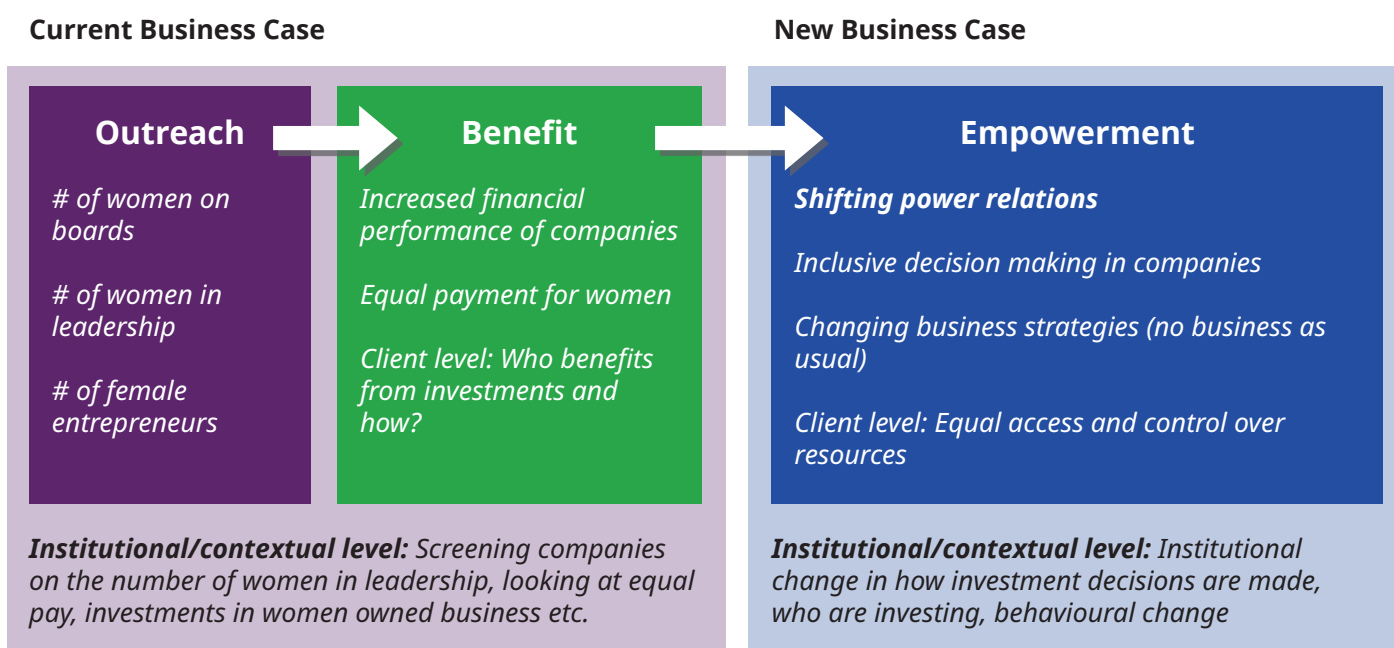 Current Business Case
Outreach
# of women on
boards
# of women in
leadership
# of female
entrepreneurs
Benefit
Increased financial
performance of companies
Equal payment for women
Client level: Who benefits
from investments and
how?
Institutional/contextual level: Screening companies
on the number of women in leadership, looking at equal
pay, investments in women owned business etc.
New Business Case
Empowerment
Shifting power relations
Inclusive decision making in companies
Changing business strategies (no business as
usual)
Client level: Equal access and control over
resources
Institutional/contextual level: Institutional
change in how investment decisions are made,
who are investing, behavioural change